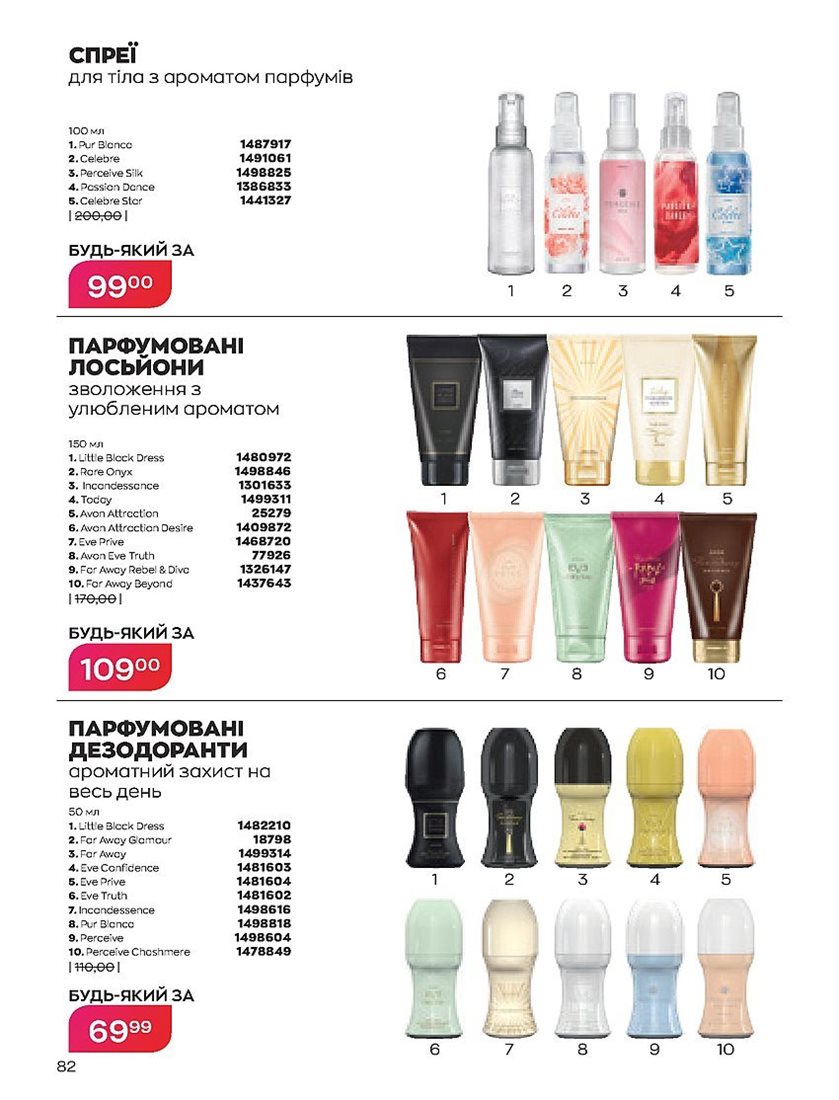 СПРЕЇ
для тіла з ароматом парфумів
100 мл
1. Pur Blanca 1487917
2. Celebre 1491061
3. Perceive Silk 1498825
4. Passion Dance 1386833
5. Celebre Star 1441327
| 200,00 |
БУДЬ-ЯКИЙ ЗА
99⁰⁰
1 2 3 4 5
ПАРФУМОВАНІ
ЛОСЬЙОНИ
зволоження з
улюбленим ароматом
150 мл
1. Little Black Dress 1480972
2. Rare Onyx 1498846
3. Incandessance 1301633
4. Today 1499311
5. Avon Attraction 25279
6. Avon Attraction Desire 1409872
7. Eve Prive 1468720
8. Avon Eve Truth 77926
9. Far Away Rebel & Diva 1326147
10. Far Away Beyond 1437643
| 170,00 |
БУДЬ-ЯКИЙ ЗА
109⁰⁰
1 2 3 4 5
6 7 8 9 10
ПАРФУМОВАНІ
ДЕЗОДОРАНТИ
ароматний захист на
весь день
50 мл
1. Little Black Dress 1482210
2. Far Away Glamour 18798
3. Far Away 1499314
4. Eve Confidence 1481603
5. Eve Prive 1481604
6. Eve Truth 1481602
7. Incandessence 1498616
8. Pur Blanca 1498818
9. Perceive 1498604
10. Perceive Chashmere 1478849
| 110,00 |
БУДЬ-ЯКИЙ ЗА
69⁹⁹
1 2 3 4 5
6 7 8 9 10
82